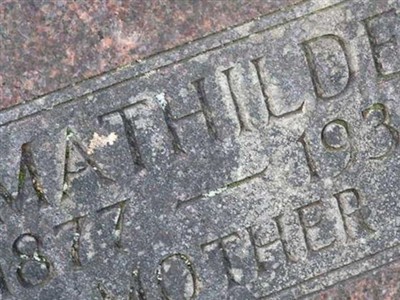 MATHILDE
1877 — 193
MOTHER